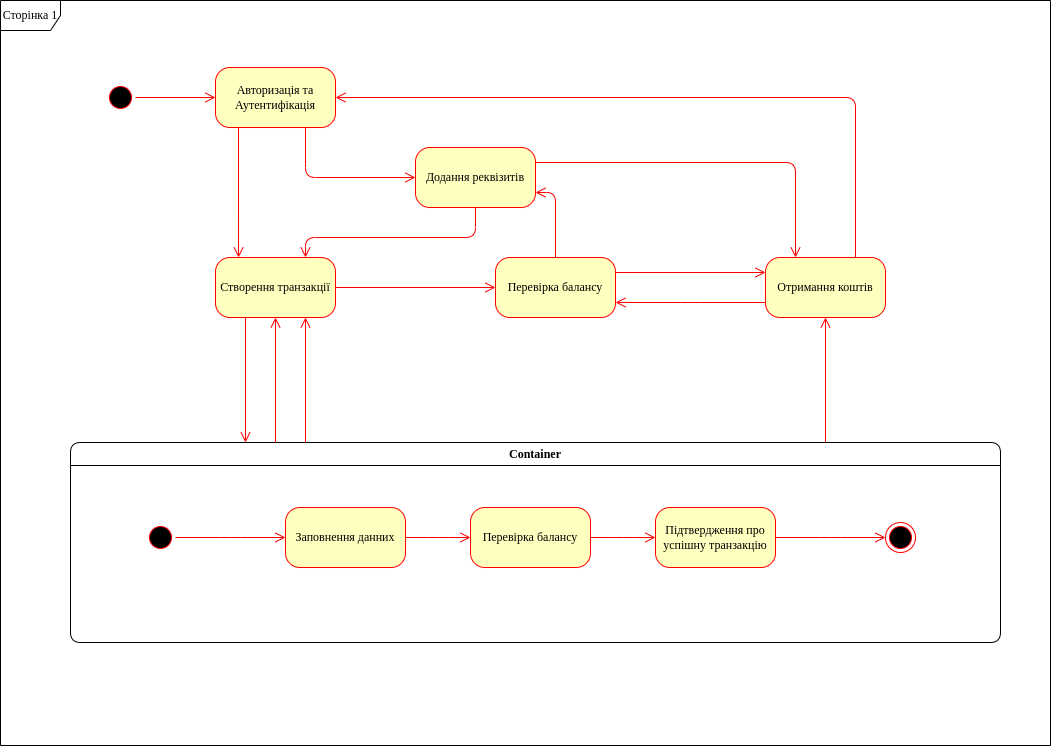 Сторінка 1
Авторизація та
Аутентифікація
Додання реквізитів
Створення транзакції
Перевірка балансу
Отримання коштів
Container
Заповнення даних
Перевірка балансу
Підтвердження про
успішну транзакцію